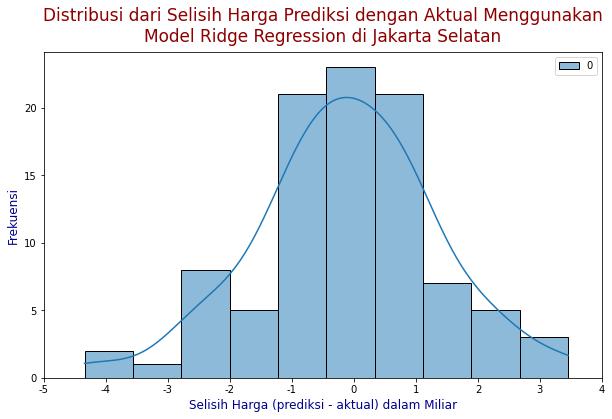 Distribusi dari Selisih Harga Prediksi dengan Aktual Menggunakan
Model Ridge Regression di Jakarta Selatan
0
Frekuensi
20
15
10
5
0
-5 -4 -3 -2 -1 0 1 2 3 4
Selisih Harga (prediksi - aktual) dalam Miliar